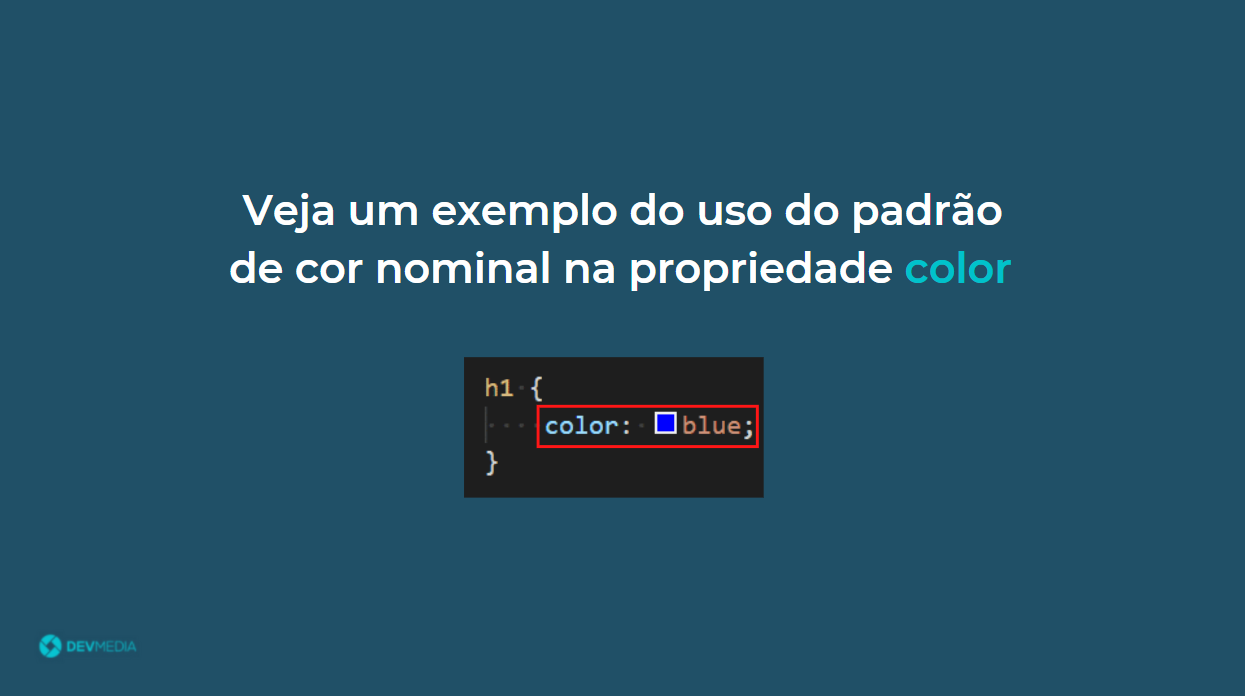 Veja um exemplo do uso do padrão
de cor nominal na propriedade color
h1 {
    color: blue;
}
DEVMEDIA